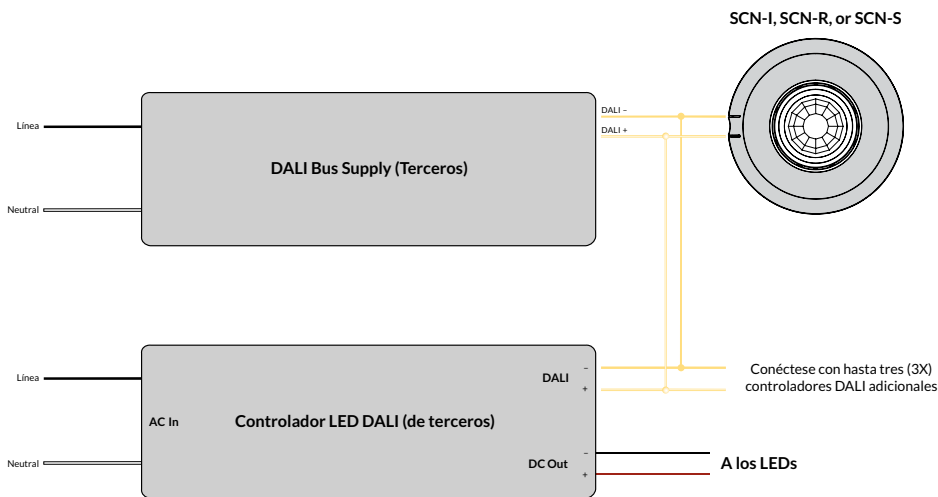 SCN-I, SCN-R, or SCN-S
DALI –
Línea
DALI +
DALI Bus Supply (Terceros)
Neutral
–
Línea
DALI
+
Conéctese con hasta tres (3X)
controladores DALI adicionales
AC In
Controlador LED DALI (de terceros)
–
Neutral
DC Out
A los LEDs
+